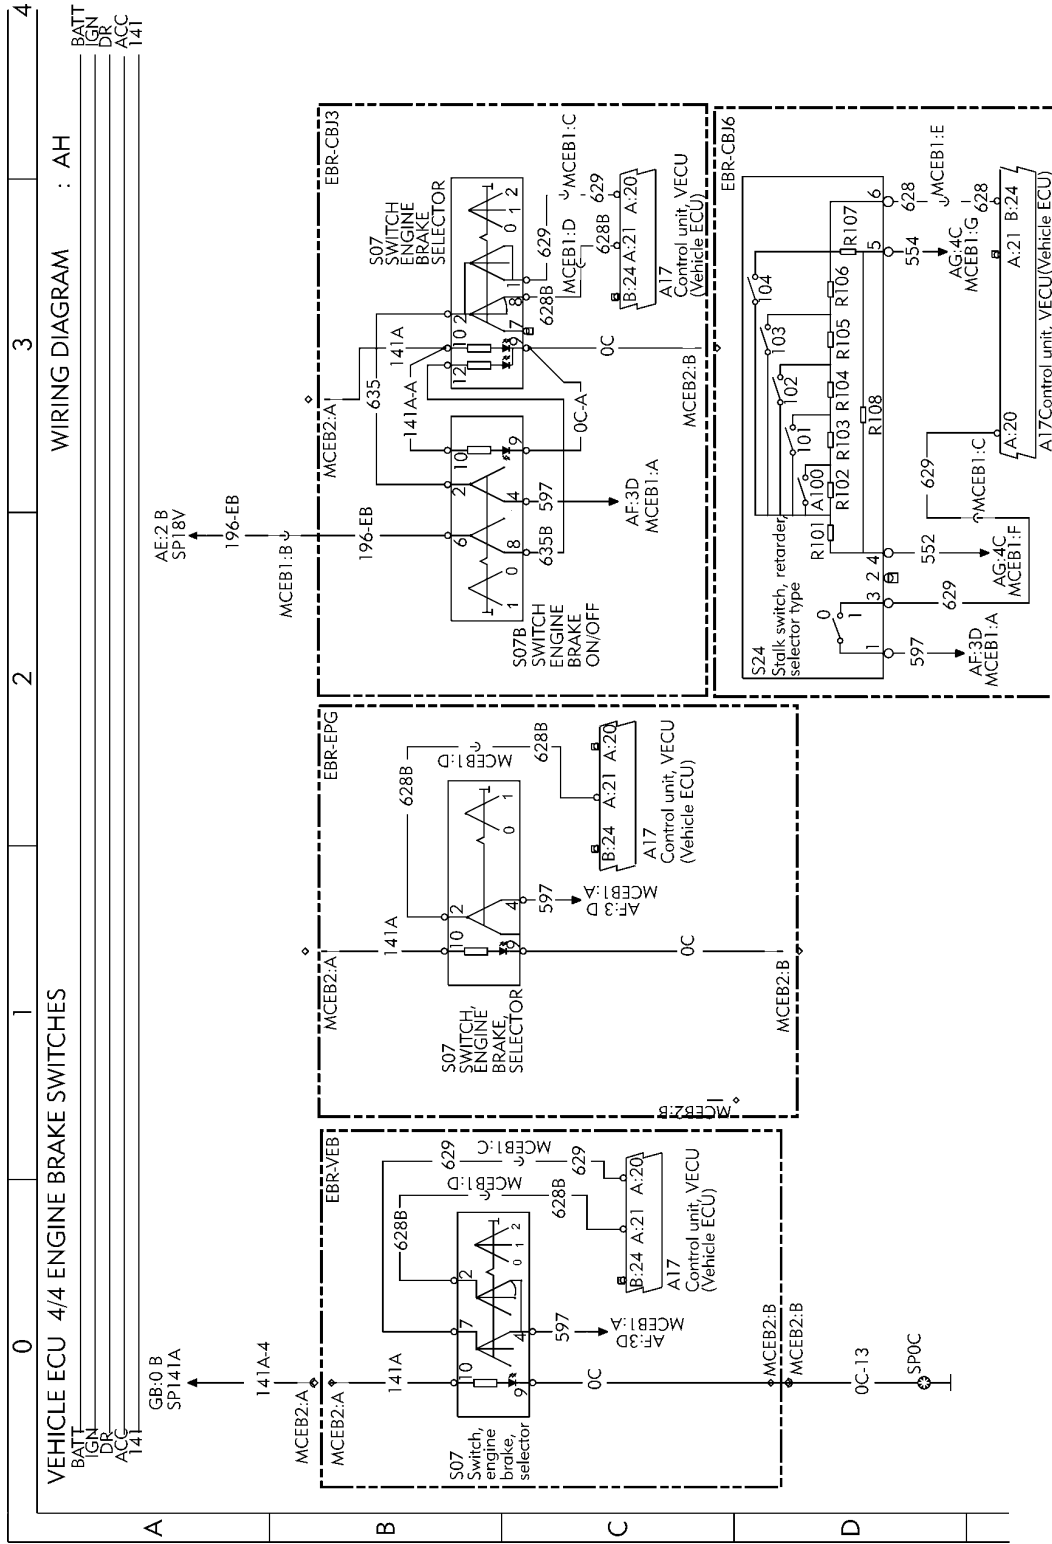 VEHICLE ECU 4/4 ENGINE BRAKE SWITCHES
WIRING DIAGRAM : AH
0
1
2
3
4
A
B
C
D
BATT
IGN
DR
ACC
141
BATT
IGN
DR
ACC
141
GB:0 B
SP141A
141A-4
MCEB2:A
MCEB2:A
EBR-VEB
141A
628B
629
MCEB1:D
MCEB1:C
S07
Switch,
engine
brake,
selector
10
7
2
9
4
0
1
2
0C
597
AF:3D
MCEB1:A
628B
629
B:24
A:21
A:20
A17
Control unit, VECU
(Vehicle ECU)
MCEB2:B
MCEB2:B
0C-13
SP0C
MCEB2:B
EBR-EPG
MCEB2:A
141A
628B
MCEB1:D
S07
SWITCH,
ENGINE
BRAKE,
SELECTOR
10
2
9
4
0
1
597
AF:3 D
MCEB1:A
628B
B:24
A:21
A:20
A17
Control unit, VECU
(Vehicle ECU)
0C
MCEB2:B
AE:2 B
SP18V
196-EB
MCEB1:B
196-EB
EBR-CBJ3
MCEB2:A
635
141A
141A-A
S07B
SWITCH
ENGINE
BRAKE
ON/OFF
1
0
6
2
10
8
4
9
635B
597
AF:3D
MCEB1:A
0C-A
S07
SWITCH
ENGINE
BRAKE
SELECTOR
12
10
2
9
7
8
1
0
1
2
628B
629
MCEB1:D
MCEB1:C
628B
629
B:24
A:21
A:20
A17
Control unit, VECU
(Vehicle ECU)
0C
MCEB2:B
EBR-CBJ6
S24
Stalk switch, retarder,
selector type
0
1
A100
101
102
103
104
R101
R102
R103
R104
R105
R106
R107
R108
1
3
2
4
5
6
597
AF:3D
MCEB1:A
629
552
AG:4C
MCEB1:F
629
MCEB1:C
554
AG:4C
MCEB1:G
628
MCEB1:E
628
A:20
A:21
B:24
A17Control unit, VECU(Vehicle ECU)